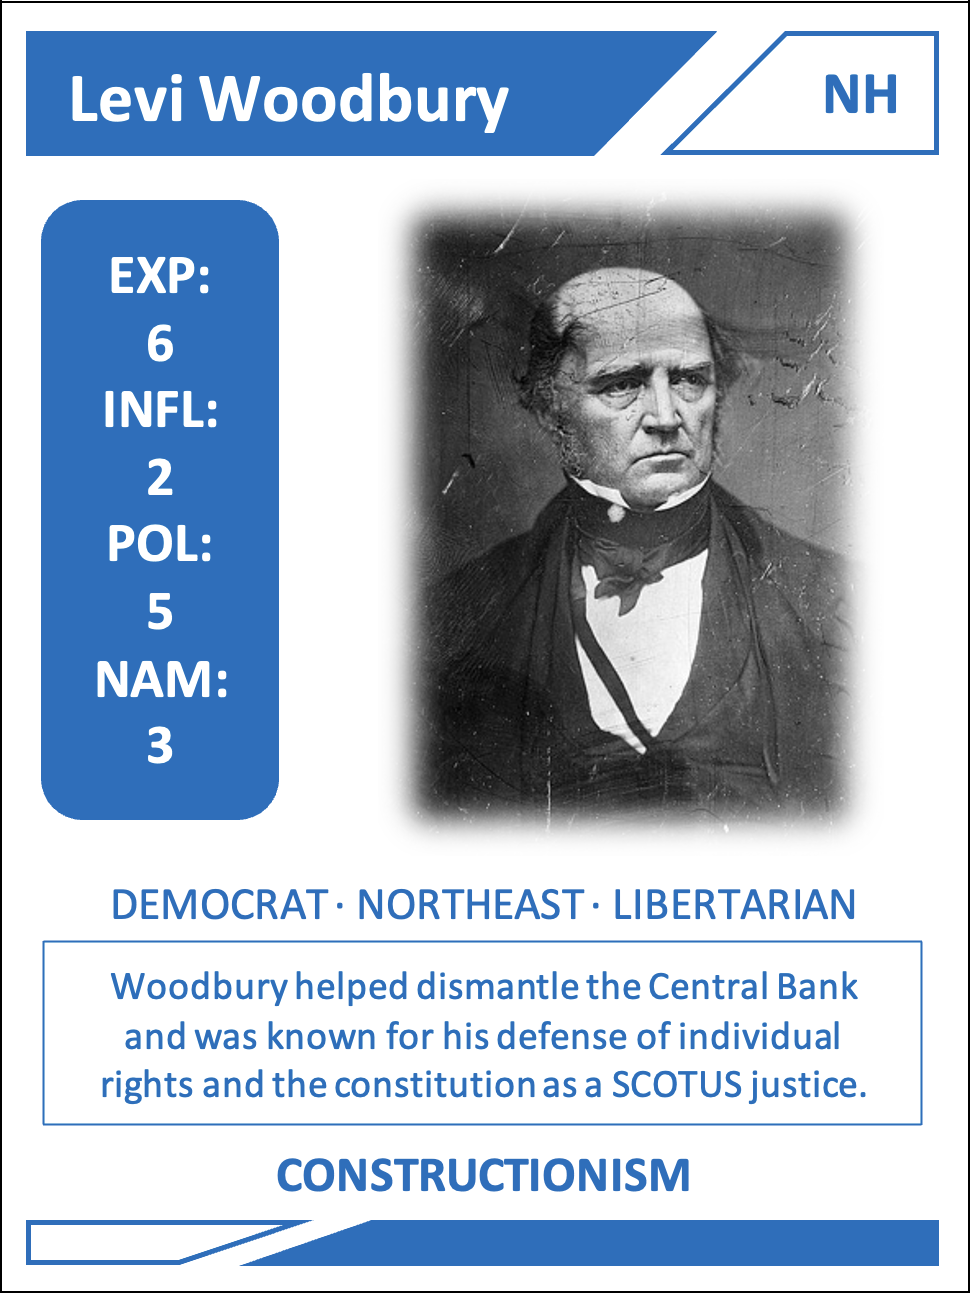 Levi Woodbury
NH
EXP:
6
INFL:
2
POL:
5
NAM:
3
DEMOCRAT · NORTHEAST · LIBERTARIAN
Woodbury helped dismantle the Central Bank
and was known for his defense of individual
rights and the constitution as a SCOTUS justice.
CONSTRUCTIONISM